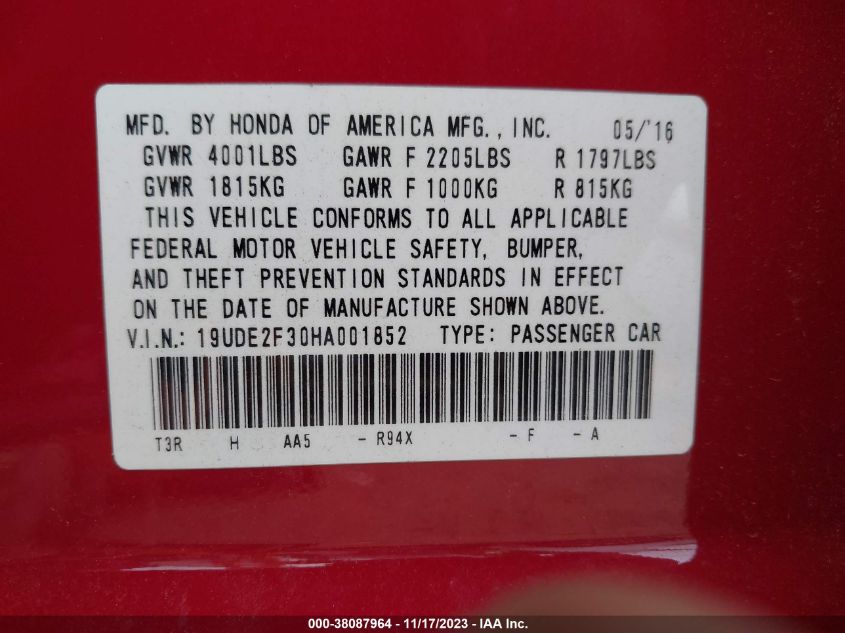 MFD. BY HONDA OF AMERICA MFG., INC. 05/'16
GVWR 4001LBS GAWR F 2205LBS R 1797LBS
GVWR 1815KG GAWR F 1000KG R 815KG
THIS VEHICLE CONFORMS TO ALL APPLICABLE
FEDERAL MOTOR VEHICLE SAFETY, BUMPER,
AND THEFT PREVENTION STANDARDS IN EFFECT
ON THE DATE OF MANUFACTURE SHOWN ABOVE.
V.I.N.: 19UDE2F30HA001852 TYPE: PASSENGER CAR
T3R H AA5 - R94X - F - A
000-38087964 - 11/17/2023 - IAA Inc.